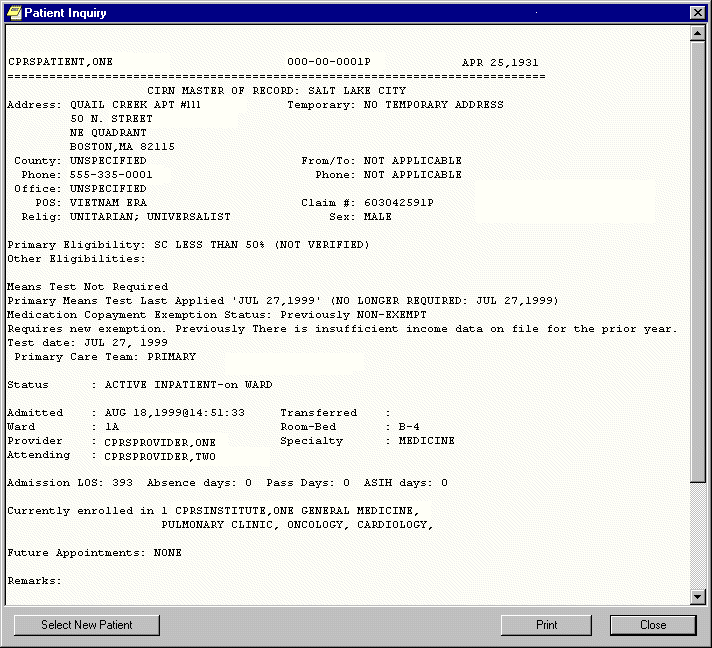 Patient Inquiry
CPRSPATIENT,ONE 000-00-0001P APR 25,1931
=============================================================================
CIRN MASTER OF RECORD: SALT LAKE CITY
Address: QUAIL CREEK APT #111 Temporary: NO TEMPORARY ADDRESS
50 N. STREET
NE QUADRANT
BOSTON,MA 82115
County: UNSPECIFIED From/To: NOT APPLICABLE
Phone: 555-335-0001 Phone: NOT APPLICABLE
Office: UNSPECIFIED
POS: VIETNAM ERA Claim #: 603042591P
Relig: UNITARIAN; UNIVERSALIST Sex: MALE
Primary Eligibility: SC LESS THAN 50% (NOT VERIFIED)
Other Eligibilities:
Means Test Not Required
Primary Means Test Last Applied 'JUL 27,1999' (NO LONGER REQUIRED: JUL 27,1999)
Medication Copayment Exemption Status: Previously NON-EXEMPT
Requires new exemption. Previously There is insufficient income data on file for the prior year.
Test date: JUL 27, 1999
Primary Care Team: PRIMARY
Status : ACTIVE INPATIENT-on WARD
Admitted : AUG 18,1999@14:51:33 Transferred :
Ward : 1A Room-Bed : B-4
Provider : CPRSPROVIDER,ONE Specialty : MEDICINE
Attending : CPRSPROVIDER,TWO
Admission LOS: 393 Absence days: 0 Pass Days: 0 ASIH days: 0
Currently enrolled in 1 CPRSINSTITUTE,ONE GENERAL MEDICINE,
PULMONARY CLINIC, ONCOLOGY, CARDIOLOGY,
Future Appointments: NONE
Remarks:
Select New Patient Print Close